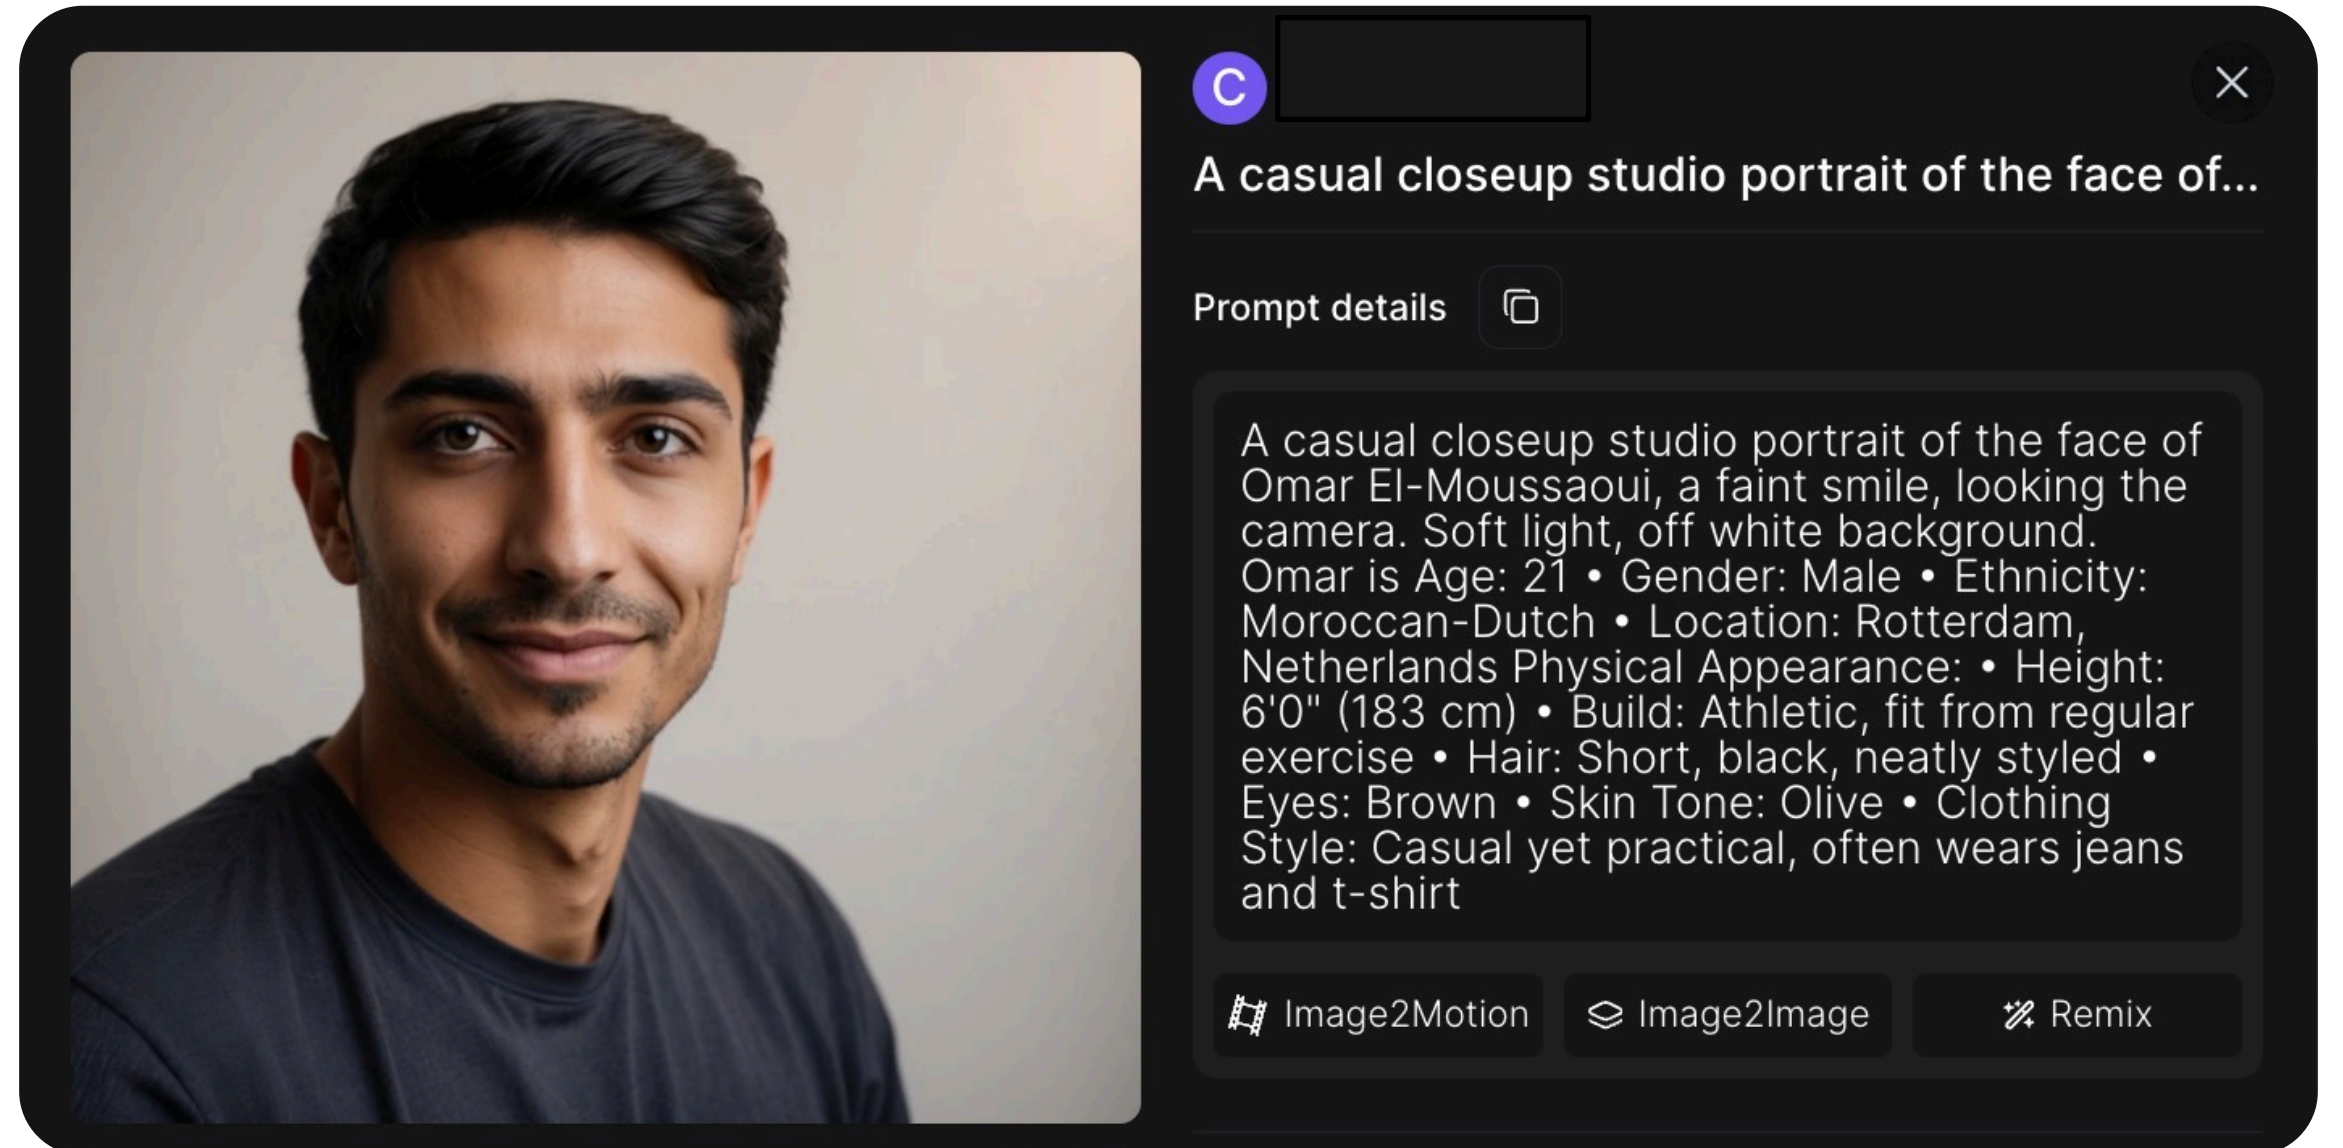 C
A casual closeup studio portrait of the face of...
Prompt details
A casual closeup studio portrait of the face of
Omar El-Moussaoui, a faint smile, looking the
camera. Soft light, off white background.
Omar is Age: 21 • Gender: Male • Ethnicity:
Moroccan-Dutch • Location: Rotterdam,
Netherlands Physical Appearance: • Height:
6'0" (183 cm) • Build: Athletic, fit from regular
exercise • Hair: Short, black, neatly styled •
Eyes: Brown • Skin Tone: Olive • Clothing
Style: Casual yet practical, often wears jeans
and t-shirt
Image2Motion Image2Image Remix